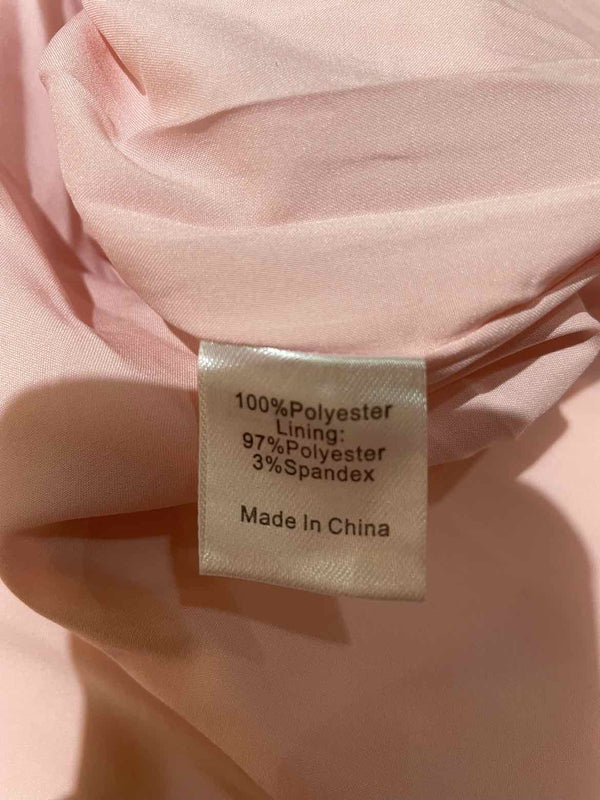 100%Polyester
Lining:
97%Polyester
3%Spandex
Made In China